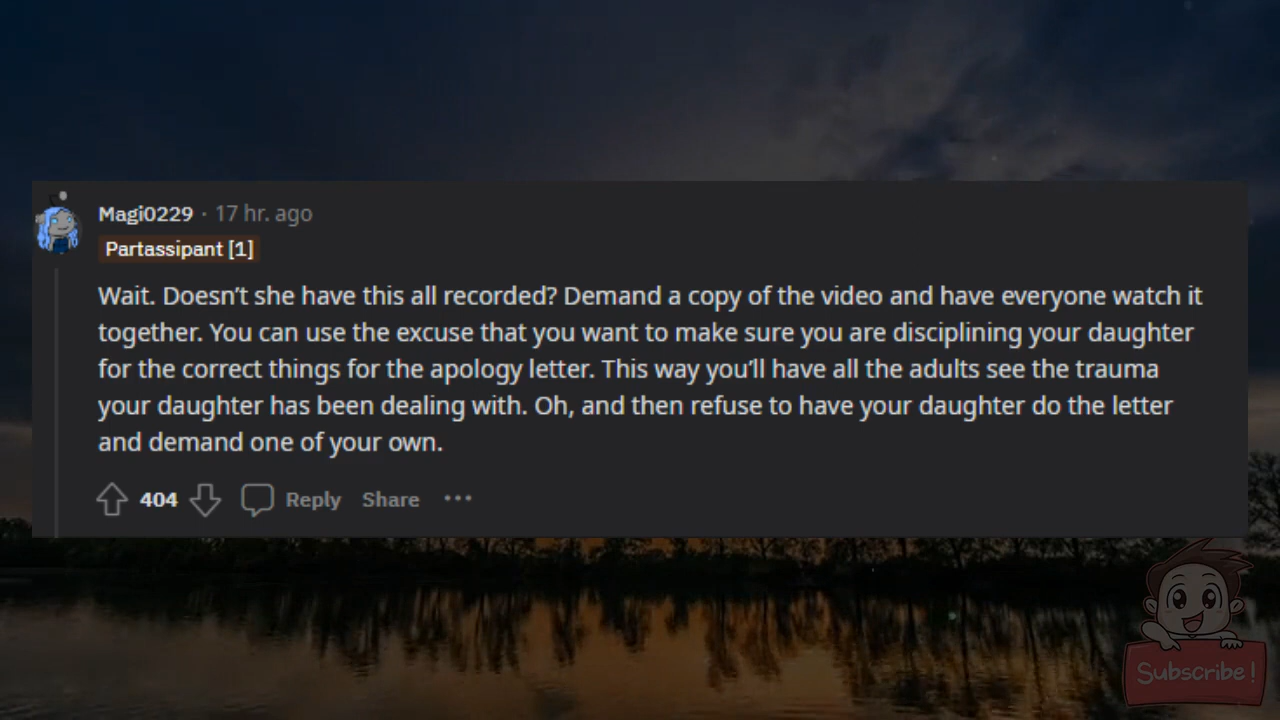 Magi0229 · 17 hr. ago
Partassipant [1]
Wait. Doesn’t she have this all recorded? Demand a copy of the video and have everyone watch it
together. You can use the excuse that you want to make sure you are disciplining your daughter
for the correct things for the apology letter. This way you’ll have all the adults see the trauma
your daughter has been dealing with. Oh, and then refuse to have your daughter do the letter
and demand one of your own.
404 Reply Share ···
Subscribe!